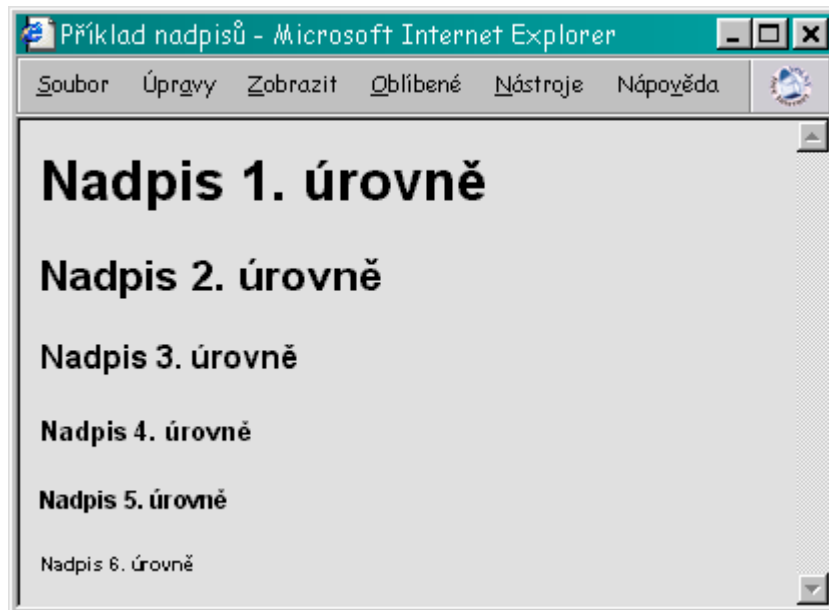 Příklad nadpisů - Microsoft Internet Explorer
Soubor Úpravy Zobrazit Oblíbené Nástroje Nápověda
Nadpis 1. úrovně
Nadpis 2. úrovně
Nadpis 3. úrovně
Nadpis 4. úrovně
Nadpis 5. úrovně
Nadpis 6. úrovně